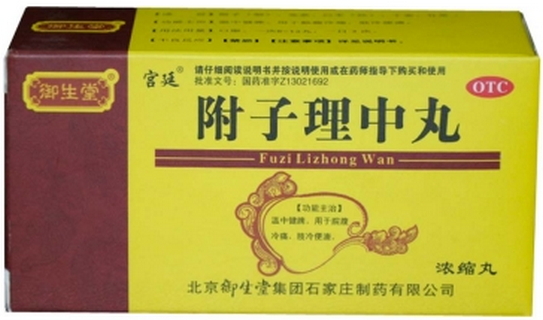 御生堂®
宫廷®
请仔细阅读说明书并按说明使用或在药师指导下购买和使用
批准文号：国药准字Z13021692
OTC
附子理中丸
Fuzi Lizhong Wan
【功能主治】
温中健脾。用于脘腹
冷痛，肢冷便溏。
浓缩丸
北京御生堂集团石家庄制药有限公司